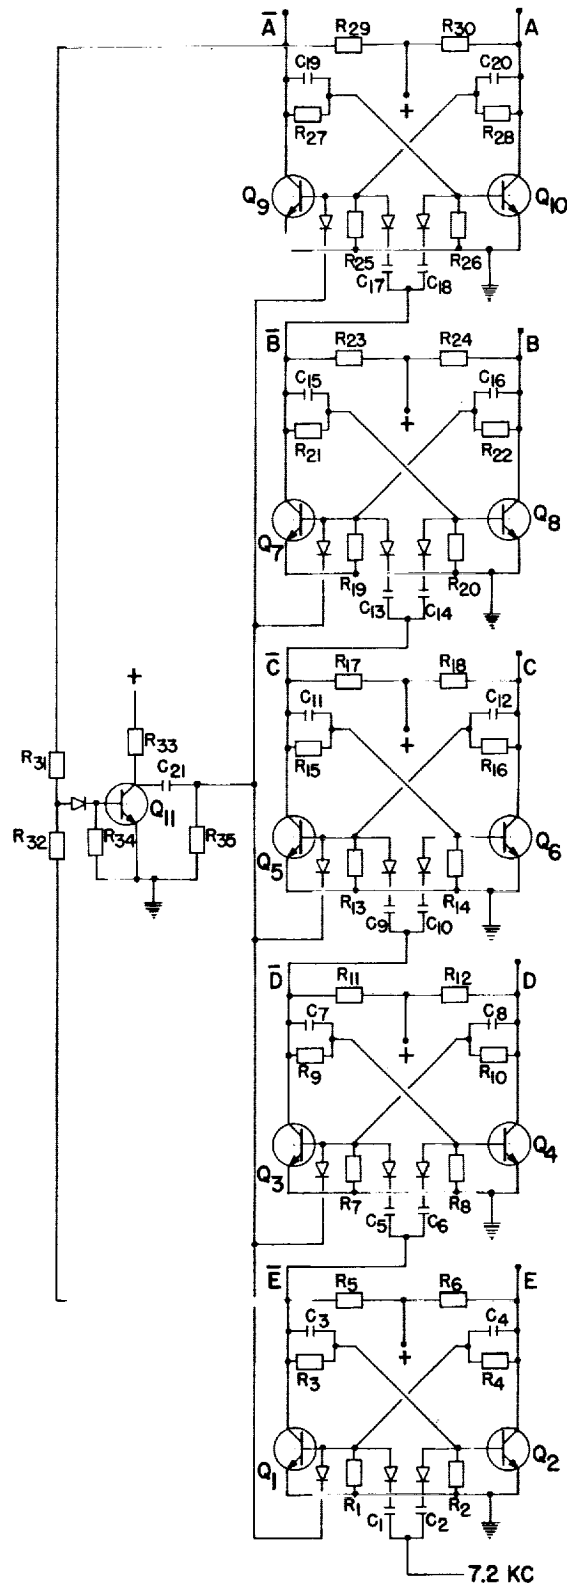 A̅ A
R29 R30
C19 C20
+
R27 R28
Q9 Q10
R25 R26
C17 C18
B̅ B
R23 R24
C15 C16
+
R21 R22
Q7 Q8
R19 R20
C13 C14
C̅ C
R17 R18
+ C11 C12
R33 +
R31 C21 R15 R16
Q11
R32 R34 R35 Q5 Q6
R13 R14
C9 C10
D̅ D
R11 R12
C7 C8
+
R9 R10
Q3 Q4
R7 R8
C5 C6
E̅ E
R5 R6
C3 C4
+
R3 R4
Q1 Q2
R1 R2
C1 C2
7.2 KC